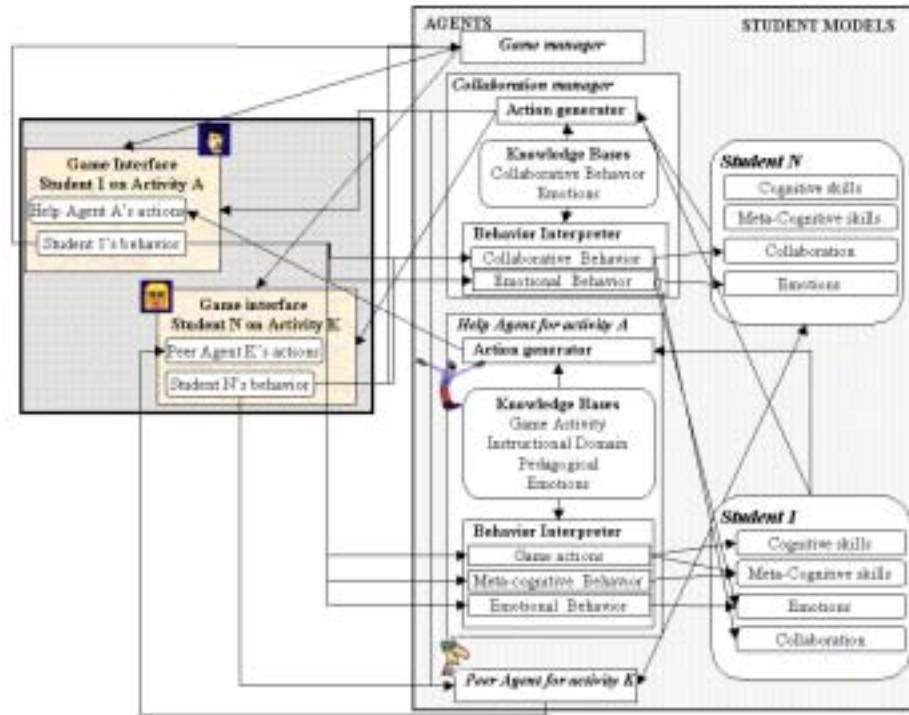 AGENTS
STUDENT MODELS
Game manager
Collaboration manager
Action generator
Knowledge Bases
Collaborative Behavior
Emotions
Behavior Interpreter
Collaborative Behavior
Emotional Behavior
Game Interface
Student 1 on Activity A
Help Agent A's actions
Student 1's behavior
Game interface
Student N on Activity K
Peer Agent K's actions
Student N's behavior
Student N
Cognitive skills
Meta-Cognitive skills
Collaboration
Emotions
Help Agent for activity A
Action generator
Knowledge Bases
Game Activity
Instructional Domain
Pedagogical
Emotions
Behavior Interpreter
Game actions
Meta-cognitive Behavior
Emotional Behavior
Student 1
Cognitive skills
Meta-Cognitive skills
Emotions
Collaboration
Peer Agent for activity K